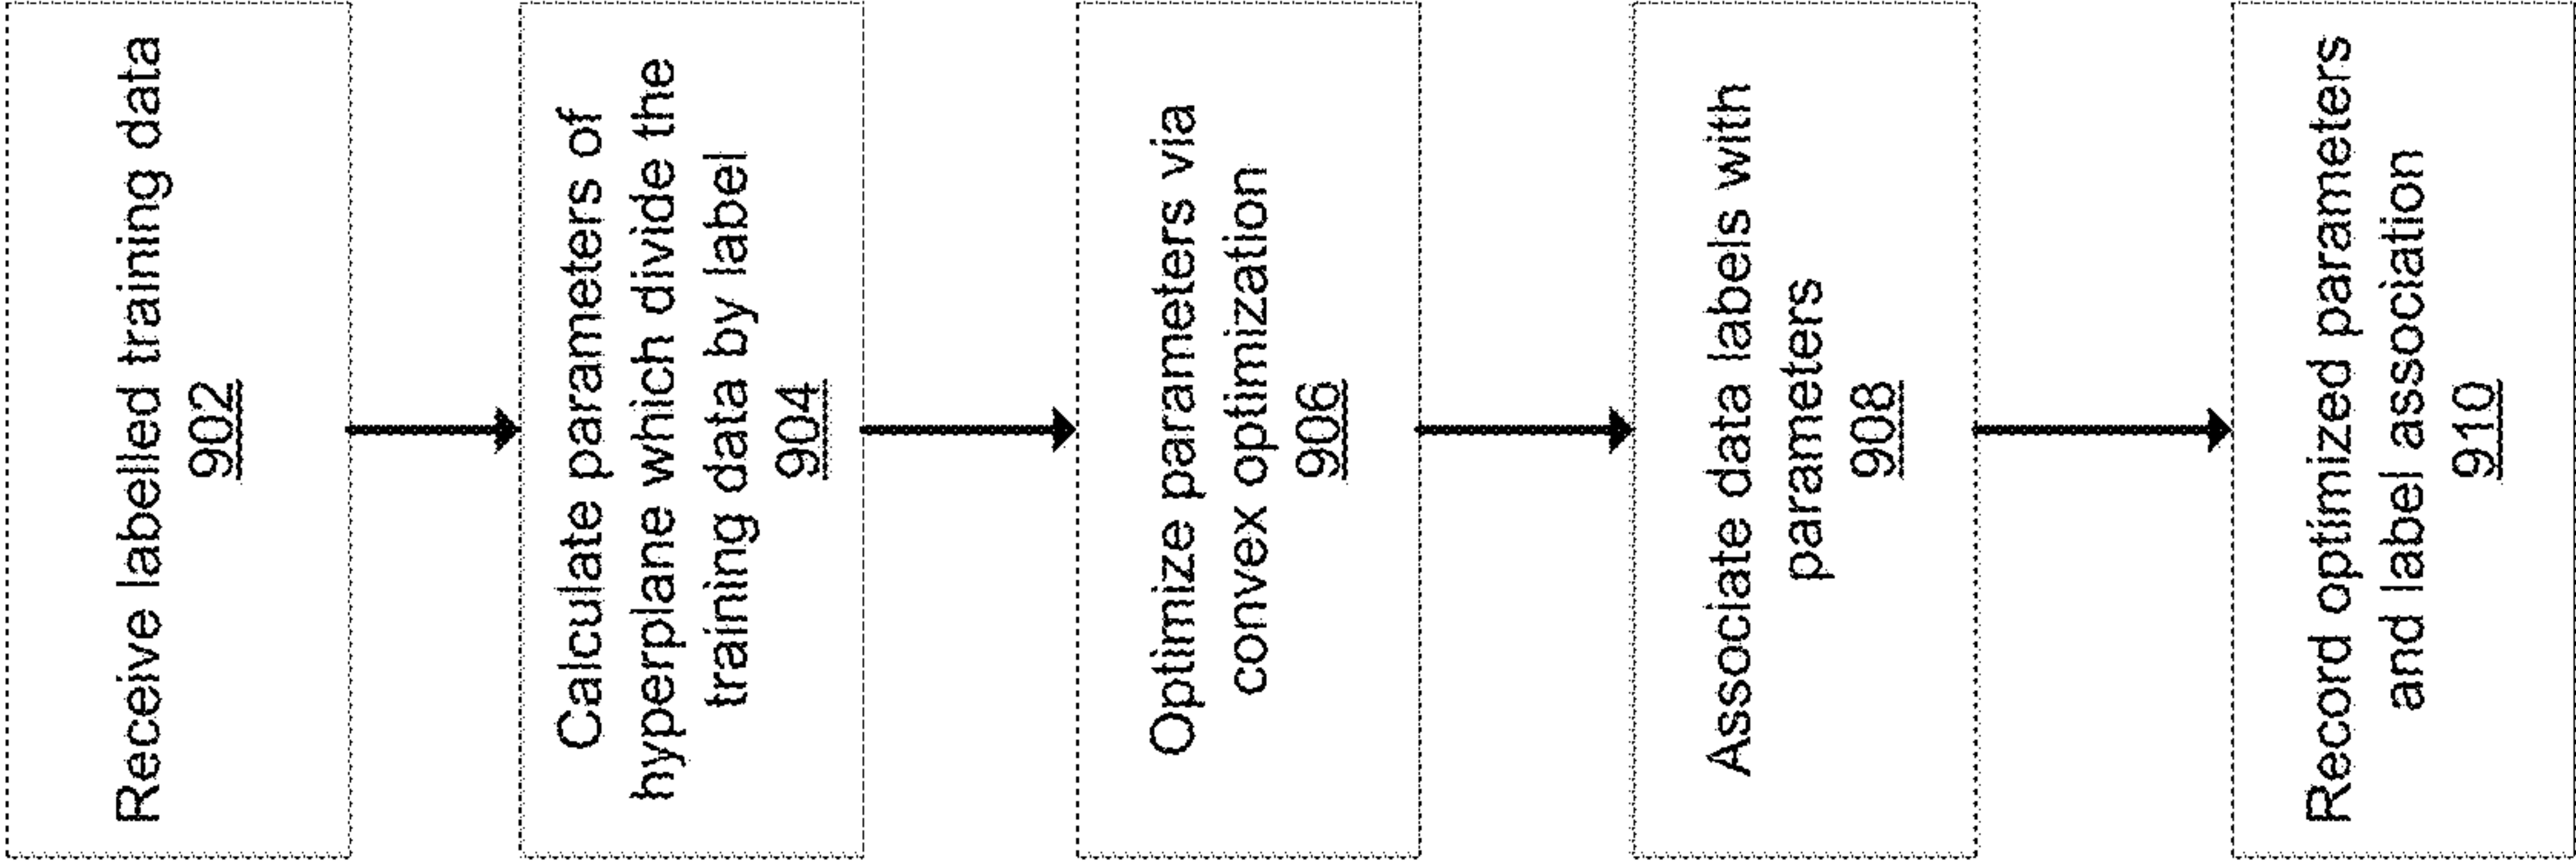 Receive labelled training data
902
Calculate parameters of
hyperplane which divide the
training data by label
904
Optimize parameters via
convex optimization
906
Associate data labels with
parameters
908
Record optimized parameters
and label association
910